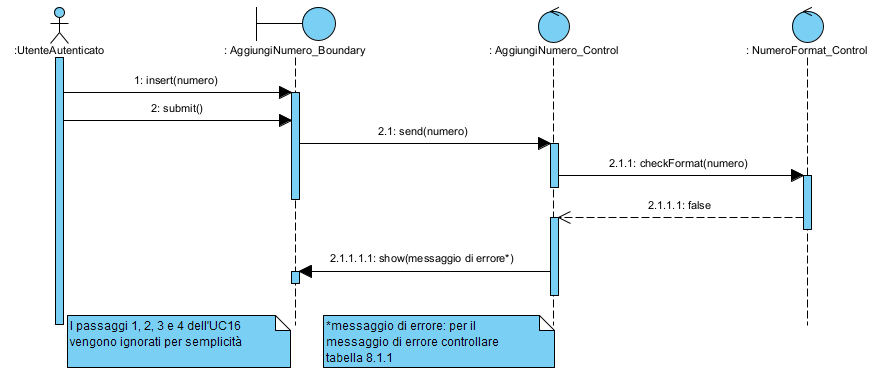 :UtenteAutenticato
: AggiungiNumero_Boundary
: AggiungiNumero_Control
: NumeroFormat_Control
1: insert(numero)
2: submit()
2.1: send(numero)
2.1.1: checkFormat(numero)
2.1.1.1: false
2.1.1.1.1: show(messaggio di errore*)
I passaggi 1, 2, 3 e 4 dell'UC16
vengono ignorati per semplicità
*messaggio di errore: per il
messaggio di errore controllare
tabella 8.1.1